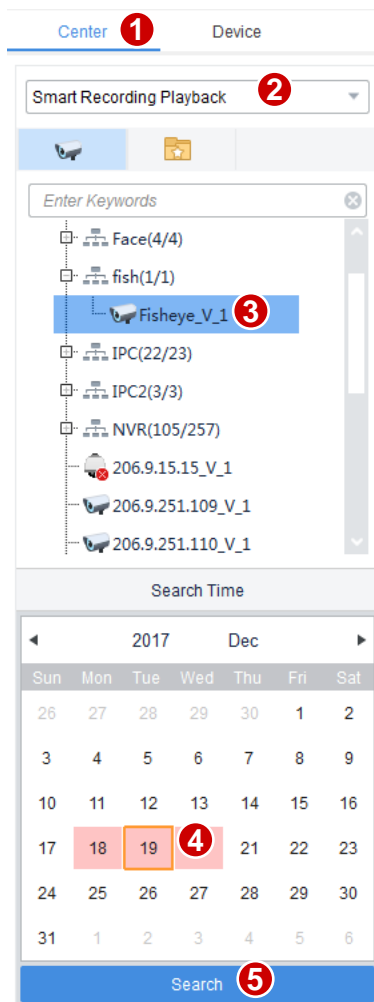 Center 1 Device
Smart Recording Playback 2
Enter Keywords
Face(4/4)
fish(1/1)
Fisheye_V_1 3
IPC(22/23)
IPC2(3/3)
NVR(105/257)
206.9.15.15_V_1
206.9.251.109_V_1
206.9.251.110_V_1
Search Time
2017 Dec
Sun Mon Tue Wed Thu Fri Sat
26 27 28 29 30 1 2
3 4 5 6 7 8 9
10 11 12 13 14 15 16
17 18 19 4 21 22 23
24 25 26 27 28 29 30
31 1 2 3 4 5 6
Search 5